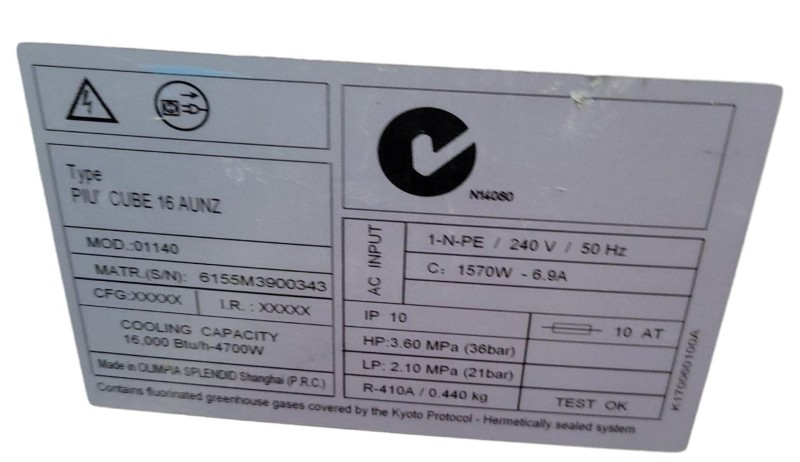 N14080
Type
PIU' CUBE 16 AUNZ
MOD.:01140
MATR.(S/N): 6155M3900343
CFG:XXXXX I.R. : XXXXX
COOLING CAPACITY
16,000 Btu/h-4700W
Made in OLIMPIA SPLENDID Shanghai (P.R.C.)
AC INPUT
1-N-PE / 240 V / 50 Hz
C: 1570W - 6.9A
IP 10
10 AT
HP:3.60 MPa (36bar)
LP: 2.10 MPa (21bar)
R-410A / 0.440 kg
TEST OK
Contains fluorinated greenhouse gases covered by the Kyoto Protocol - Hermetically sealed system
K170060100A